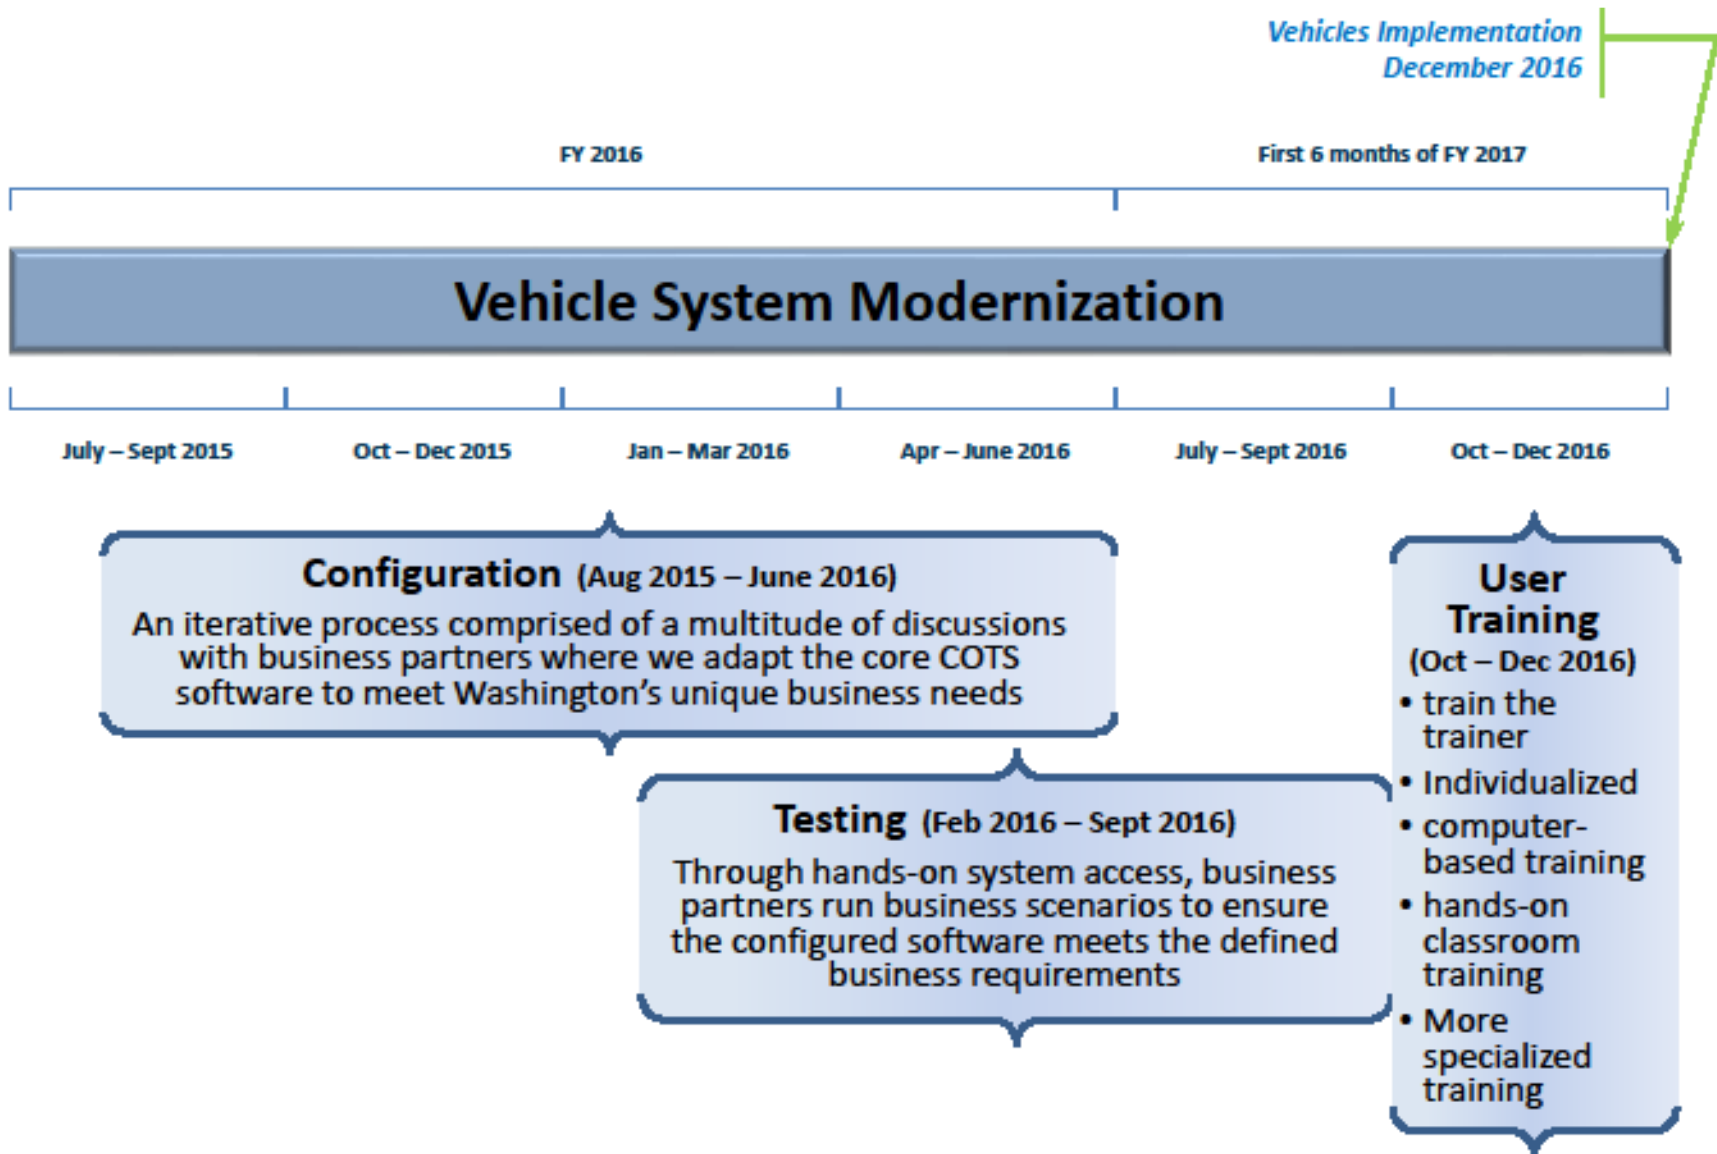 Vehicles Implementation
December 2016
FY 2016
First 6 months of FY 2017
Vehicle System Modernization
July – Sept 2015
Oct – Dec 2015
Jan – Mar 2016
Apr – June 2016
July – Sept 2016
Oct – Dec 2016
Configuration (Aug 2015 – June 2016)
An iterative process comprised of a multitude of discussions
with business partners where we adapt the core COTS
software to meet Washington's unique business needs
Testing (Feb 2016 – Sept 2016)
Through hands-on system access, business
partners run business scenarios to ensure
the configured software meets the defined
business requirements
User
Training
(Oct – Dec 2016)
• train the
trainer
• Individualized
• computer-
based training
• hands-on
classroom
training
• More
specialized
training